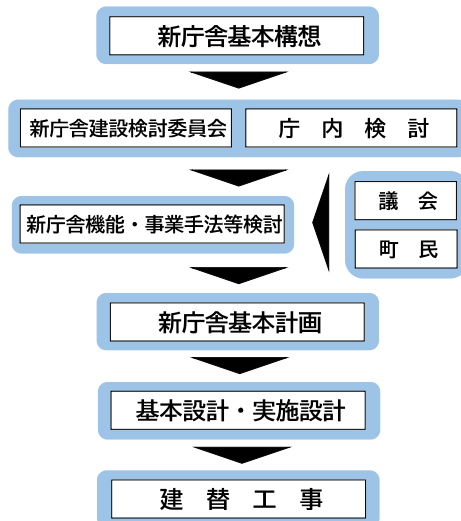 新庁舎基本構想
新庁舎建設検討委員会
庁内検討
議会
新庁舎機能・事業手法等検討
町民
新庁舎基本計画
基本設計・実施設計
建替工事